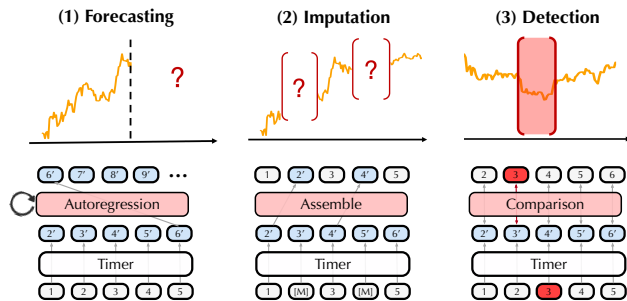 (1) Forecasting
?
6′ 7′ 8′ 9′ •••
Autoregression
2′ 3′ 4′ 5′ 6′
Timer
1 2 3 4 5
(2) Imputation
? ?
1 2′ 3 4′ 5
Assemble
2′ 3′ 4′ 5′ 6′
Timer
1 [M] 3 [M] 5
(3) Detection
2 3 4 5 6
Comparison
2′ 3′ 4′ 5′ 6′
Timer
1 2 3 4 5